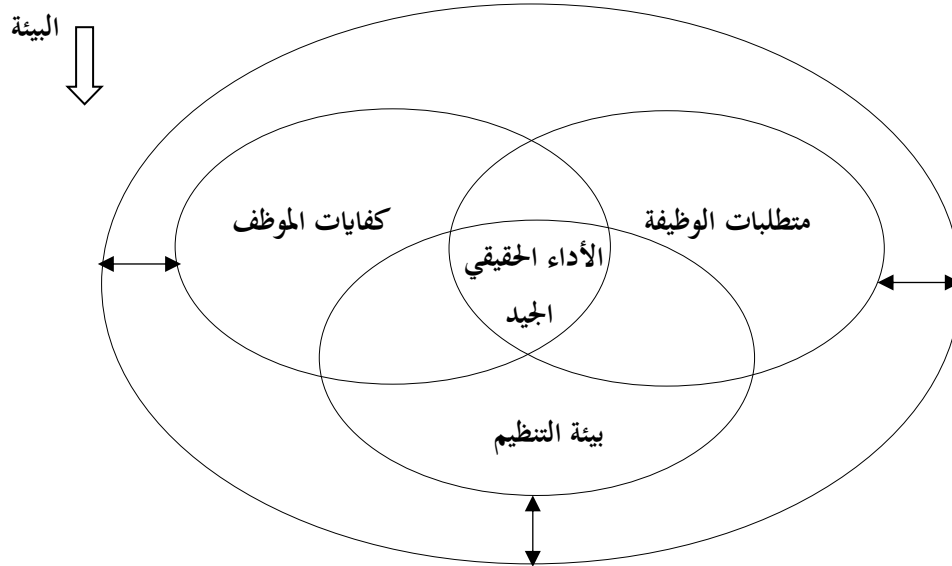 البيئة
متطلبات الوظيفة
كفايات الموظف
الأداء الحقيقي
الجيد
بيئة التنظيم